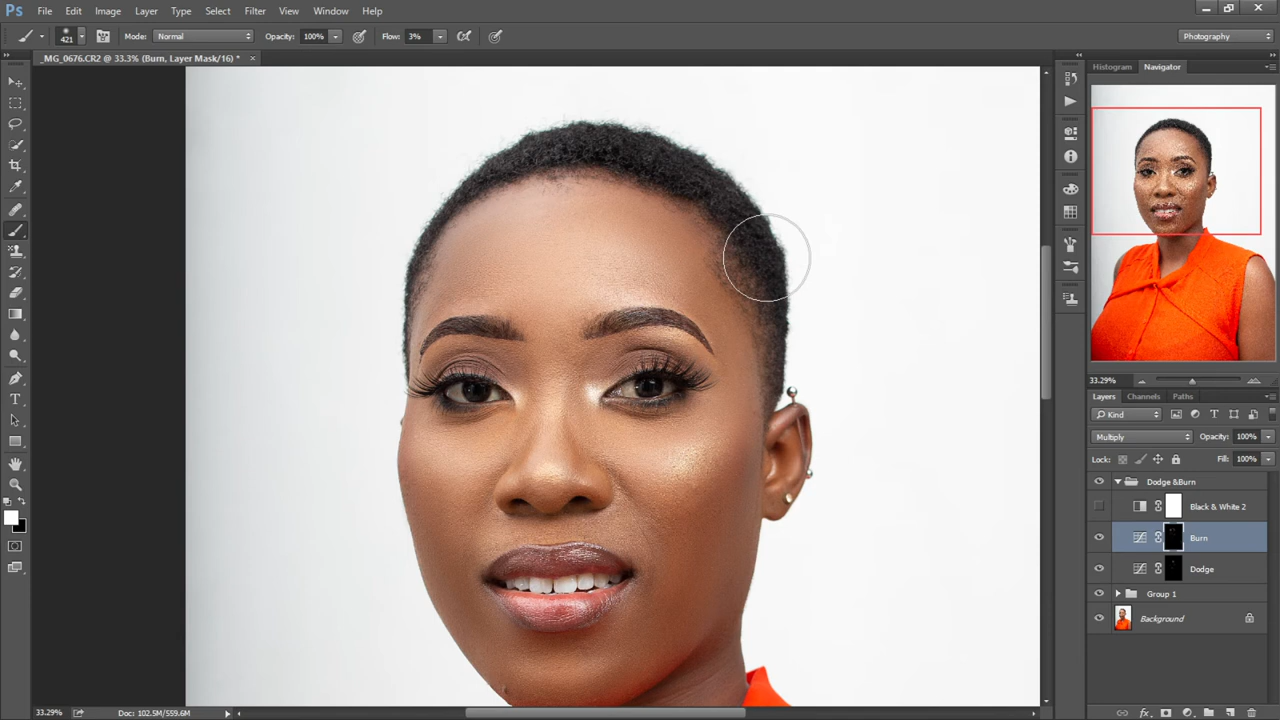 Ps File Edit Image Layer Type Select Filter View Window Help
421 Mode: Normal Opacity: 100% Flow: 3% Photography
_MG_0676.CR2 @ 33.3% (Burn, Layer Mask/16) * ×
Histogram Navigator
33.29%
Layers Channels Paths
Kind
Multiply Opacity: 100%
Lock: Fill: 100%
Dodge &Burn
Black & White 2
Burn
Dodge
Group 1
Background
33.29% Doc: 102.5M/559.6M